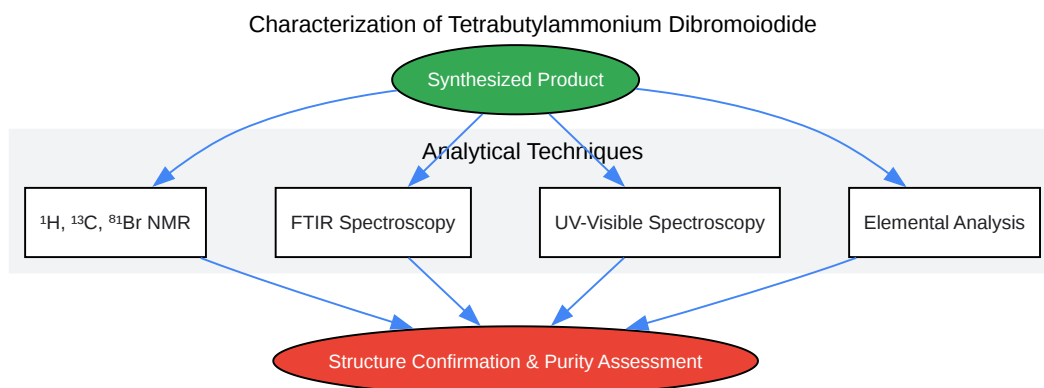 Characterization of Tetrabutylammonium Dibromoiodide
Synthesized Product
Analytical Techniques
¹H, ¹³C, ⁸¹Br NMR
FTIR Spectroscopy
UV-Visible Spectroscopy
Elemental Analysis
Structure Confirmation & Purity Assessment